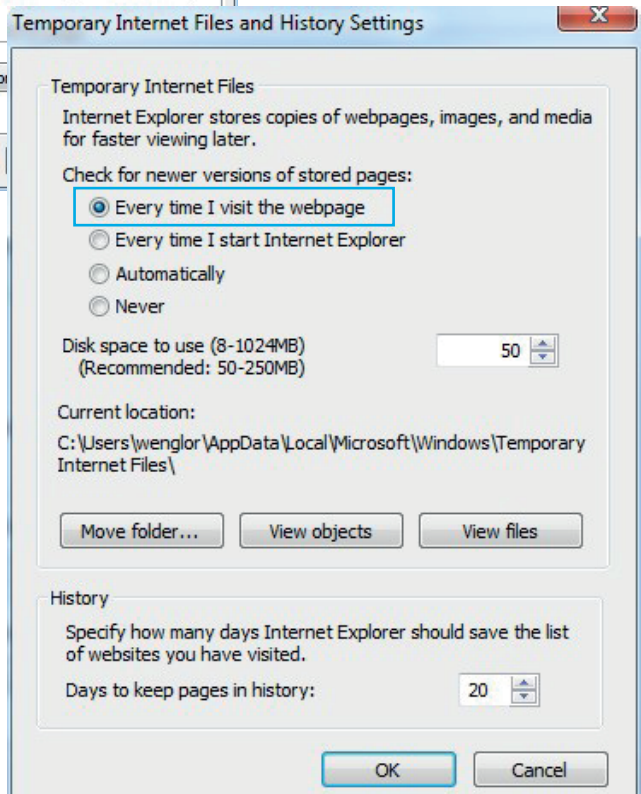 Temporary Internet Files and History Settings
Temporary Internet Files
Internet Explorer stores copies of webpages, images, and media
for faster viewing later.
Check for newer versions of stored pages:
Every time I visit the webpage
Every time I start Internet Explorer
Automatically
Never
Disk space to use (8-1024MB) 50
(Recommended: 50-250MB)
Current location:
C:\Users\wenglor\AppData\Local\Microsoft\Windows\Temporary
Internet Files\
Move folder... View objects View files
History
Specify how many days Internet Explorer should save the list
of websites you have visited.
Days to keep pages in history: 20
OK Cancel